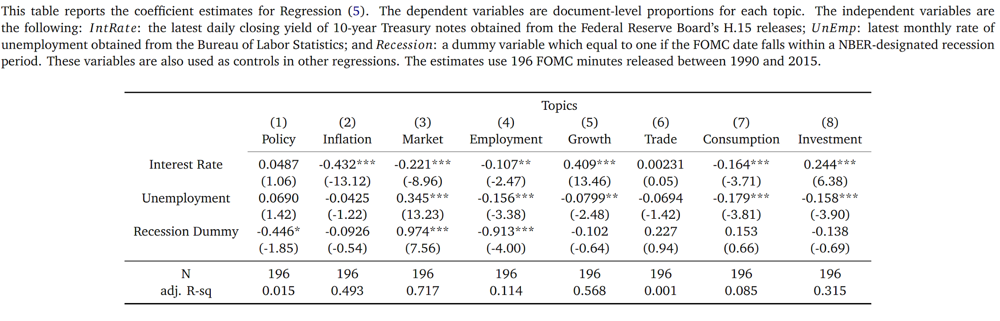 This table reports the coefficient estimates for Regression (5). The dependent variables are document-level proportions for each topic. The independent variables are
the following: IntRate: the latest daily closing yield of 10-year Treasury notes obtained from the Federal Reserve Board's H.15 releases; UnEmp: latest monthly rate of
unemployment obtained from the Bureau of Labor Statistics; and Recession: a dummy variable which equal to one if the FOMC date falls within a NBER-designated recession
period. These variables are also used as controls in other regressions. The estimates use 196 FOMC minutes released between 1990 and 2015.
Topics
(1) (2) (3) (4) (5) (6) (7) (8)
Policy Inflation Market Employment Growth Trade Consumption Investment
Interest Rate 0.0487 -0.432*** -0.221*** -0.107** 0.409*** 0.00231 -0.164*** 0.244***
(1.06) (-13.12) (-8.96) (-2.47) (13.46) (0.05) (-3.71) (6.38)
Unemployment 0.0690 -0.0425 0.345*** -0.156*** -0.0799** -0.0694 -0.179*** -0.158***
(1.42) (-1.22) (13.23) (-3.38) (-2.48) (-1.42) (-3.81) (-3.90)
Recession Dummy -0.446* -0.0926 0.974*** -0.913*** -0.102 0.227 0.153 -0.138
(-1.85) (-0.54) (7.56) (-4.00) (-0.64) (0.94) (0.66) (-0.69)
N 196 196 196 196 196 196 196 196
adj. R-sq 0.015 0.493 0.717 0.114 0.568 0.001 0.085 0.315